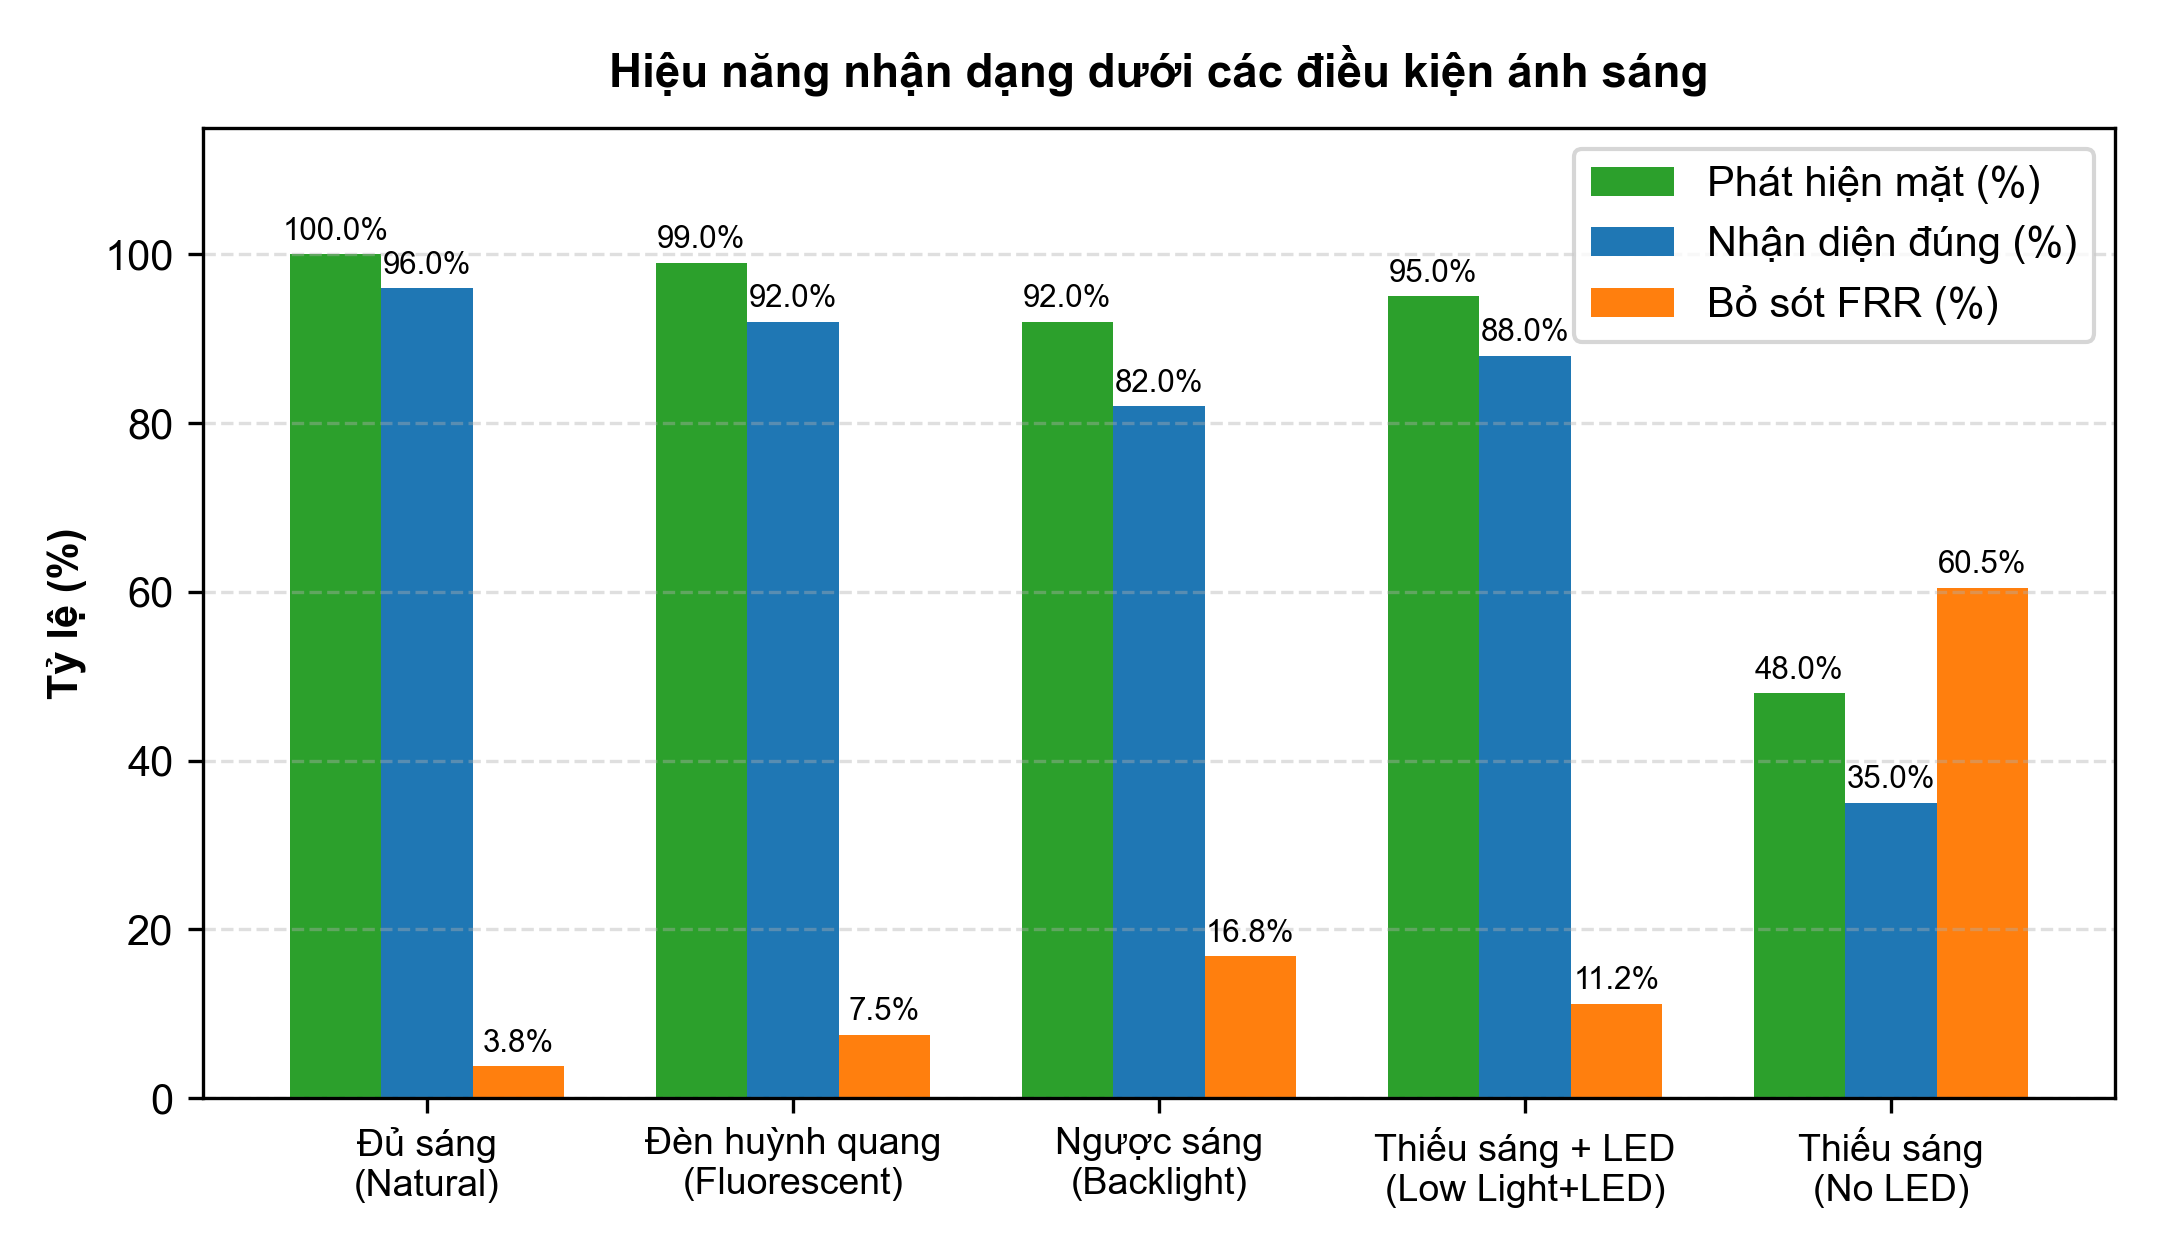 Hiệu năng nhận dạng dưới các điều kiện ánh sáng
Phát hiện mặt (%)
Nhận diện đúng (%)
Bỏ sót FRR (%)
Tỷ lệ (%)
100
80
60
40
20
0
100.0%
96.0%
3.8%
99.0%
92.0%
7.5%
92.0%
82.0%
16.8%
95.0%
88.0%
11.2%
48.0%
35.0%
60.5%
Đủ sáng
(Natural)
Đèn huỳnh quang
(Fluorescent)
Ngược sáng
(Backlight)
Thiếu sáng + LED
(Low Light+LED)
Thiếu sáng
(No LED)